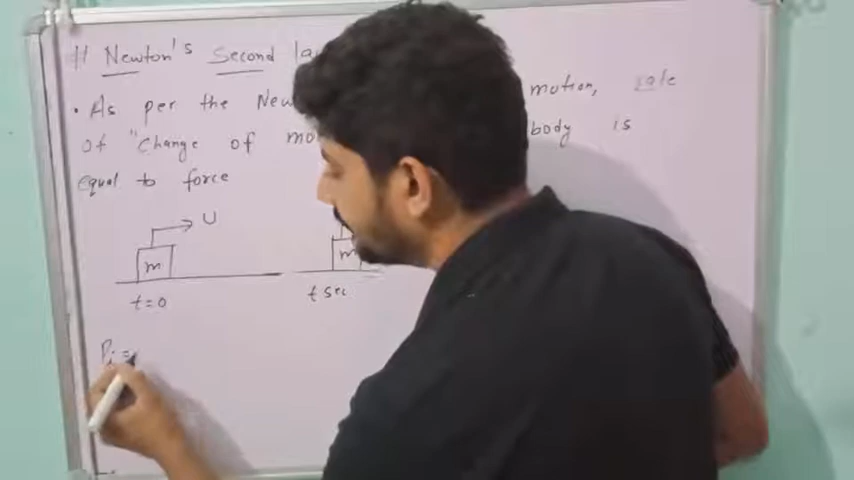 # Newton's Second la
• As per the New motion, rate
of "change of mo body is
equal to force
U
m m
t=0 t sec
Pi =